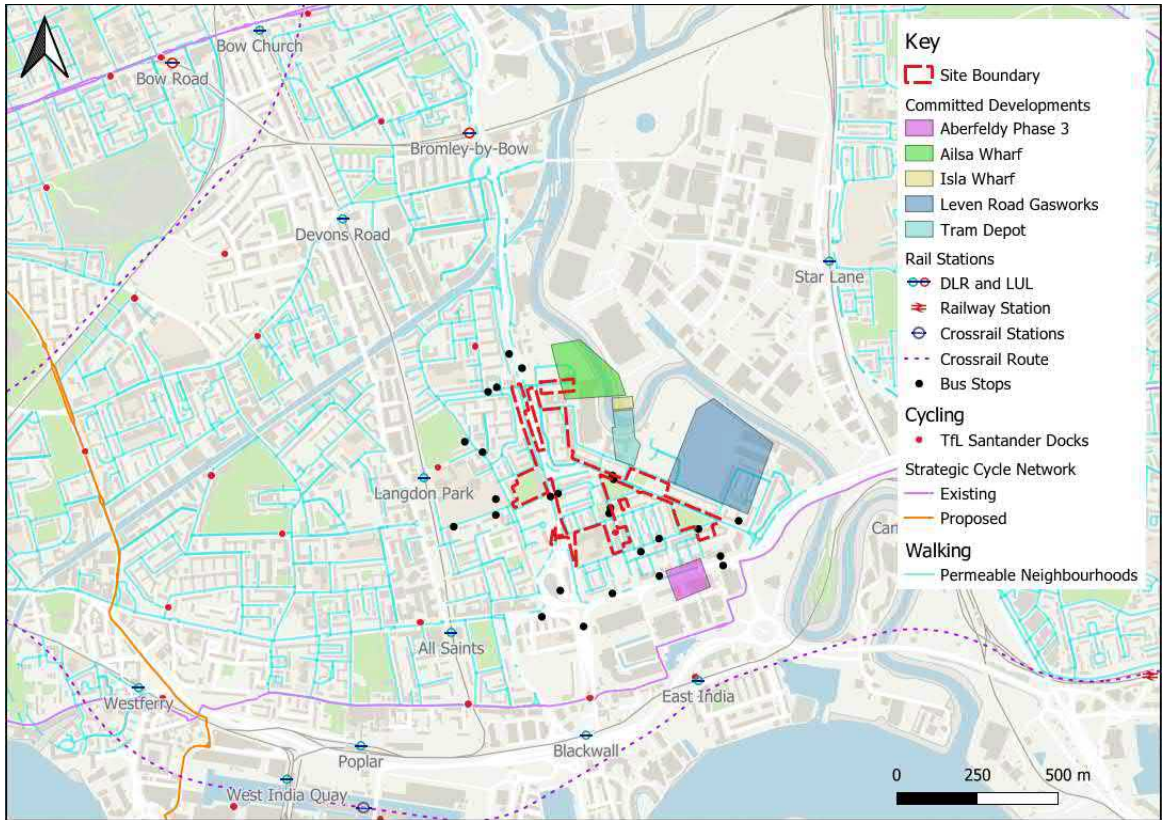 Bow Church
Bow Road
Bromley-by-Bow
Devons Road
Star Lane
Langdon Park
All Saints
Westferry
East India
Blackwall
Poplar
West India Quay
Can
Key
Site Boundary
Committed Developments
Aberfeldy Phase 3
Ailsa Wharf
Isla Wharf
Leven Road Gasworks
Tram Depot
Rail Stations
DLR and LUL
Railway Station
Crossrail Stations
Crossrail Route
Bus Stops
Cycling
TfL Santander Docks
Strategic Cycle Network
Existing
Proposed
Walking
Permeable Neighbourhoods
0 250 500 m